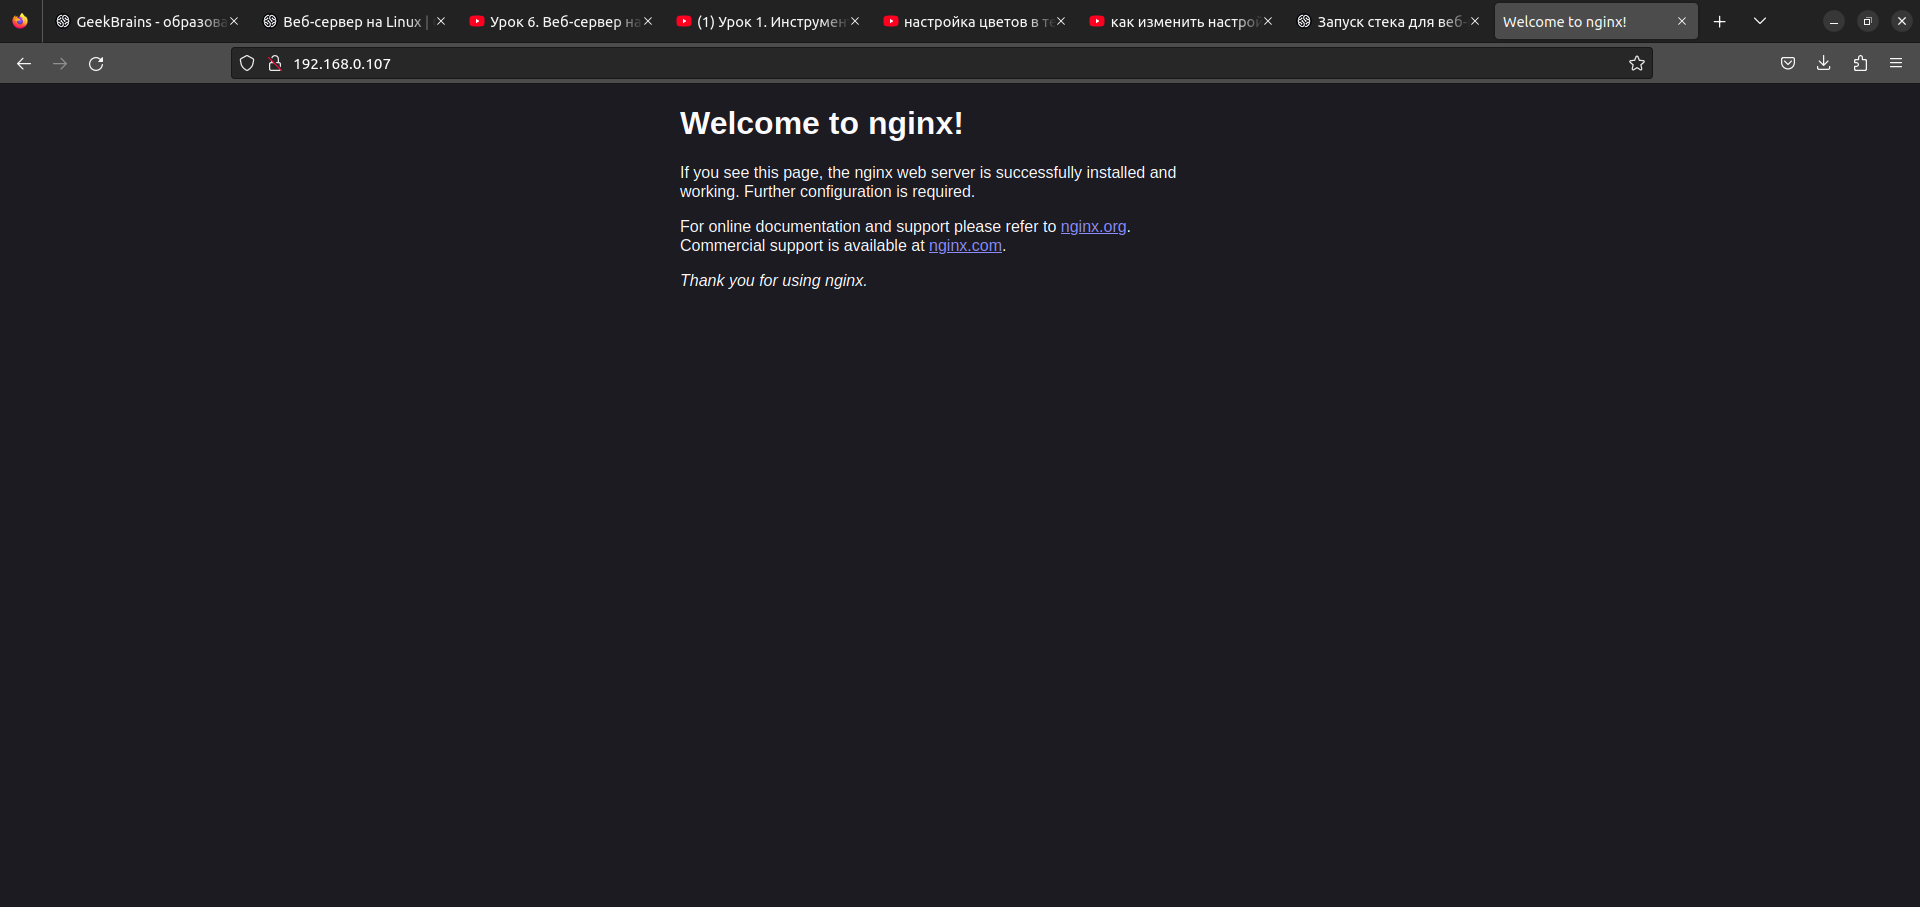 GeekBrains - образова
Веб-сервер на Linux |
Урок 6. Веб-сервер на
(1) Урок 1. Инструмен
настройка цветов в те
как изменить настрой
Запуск стека для веб-
Welcome to nginx!
192.168.0.107
Welcome to nginx!
If you see this page, the nginx web server is successfully installed and
working. Further configuration is required.
For online documentation and support please refer to nginx.org.
Commercial support is available at nginx.com.
Thank you for using nginx.